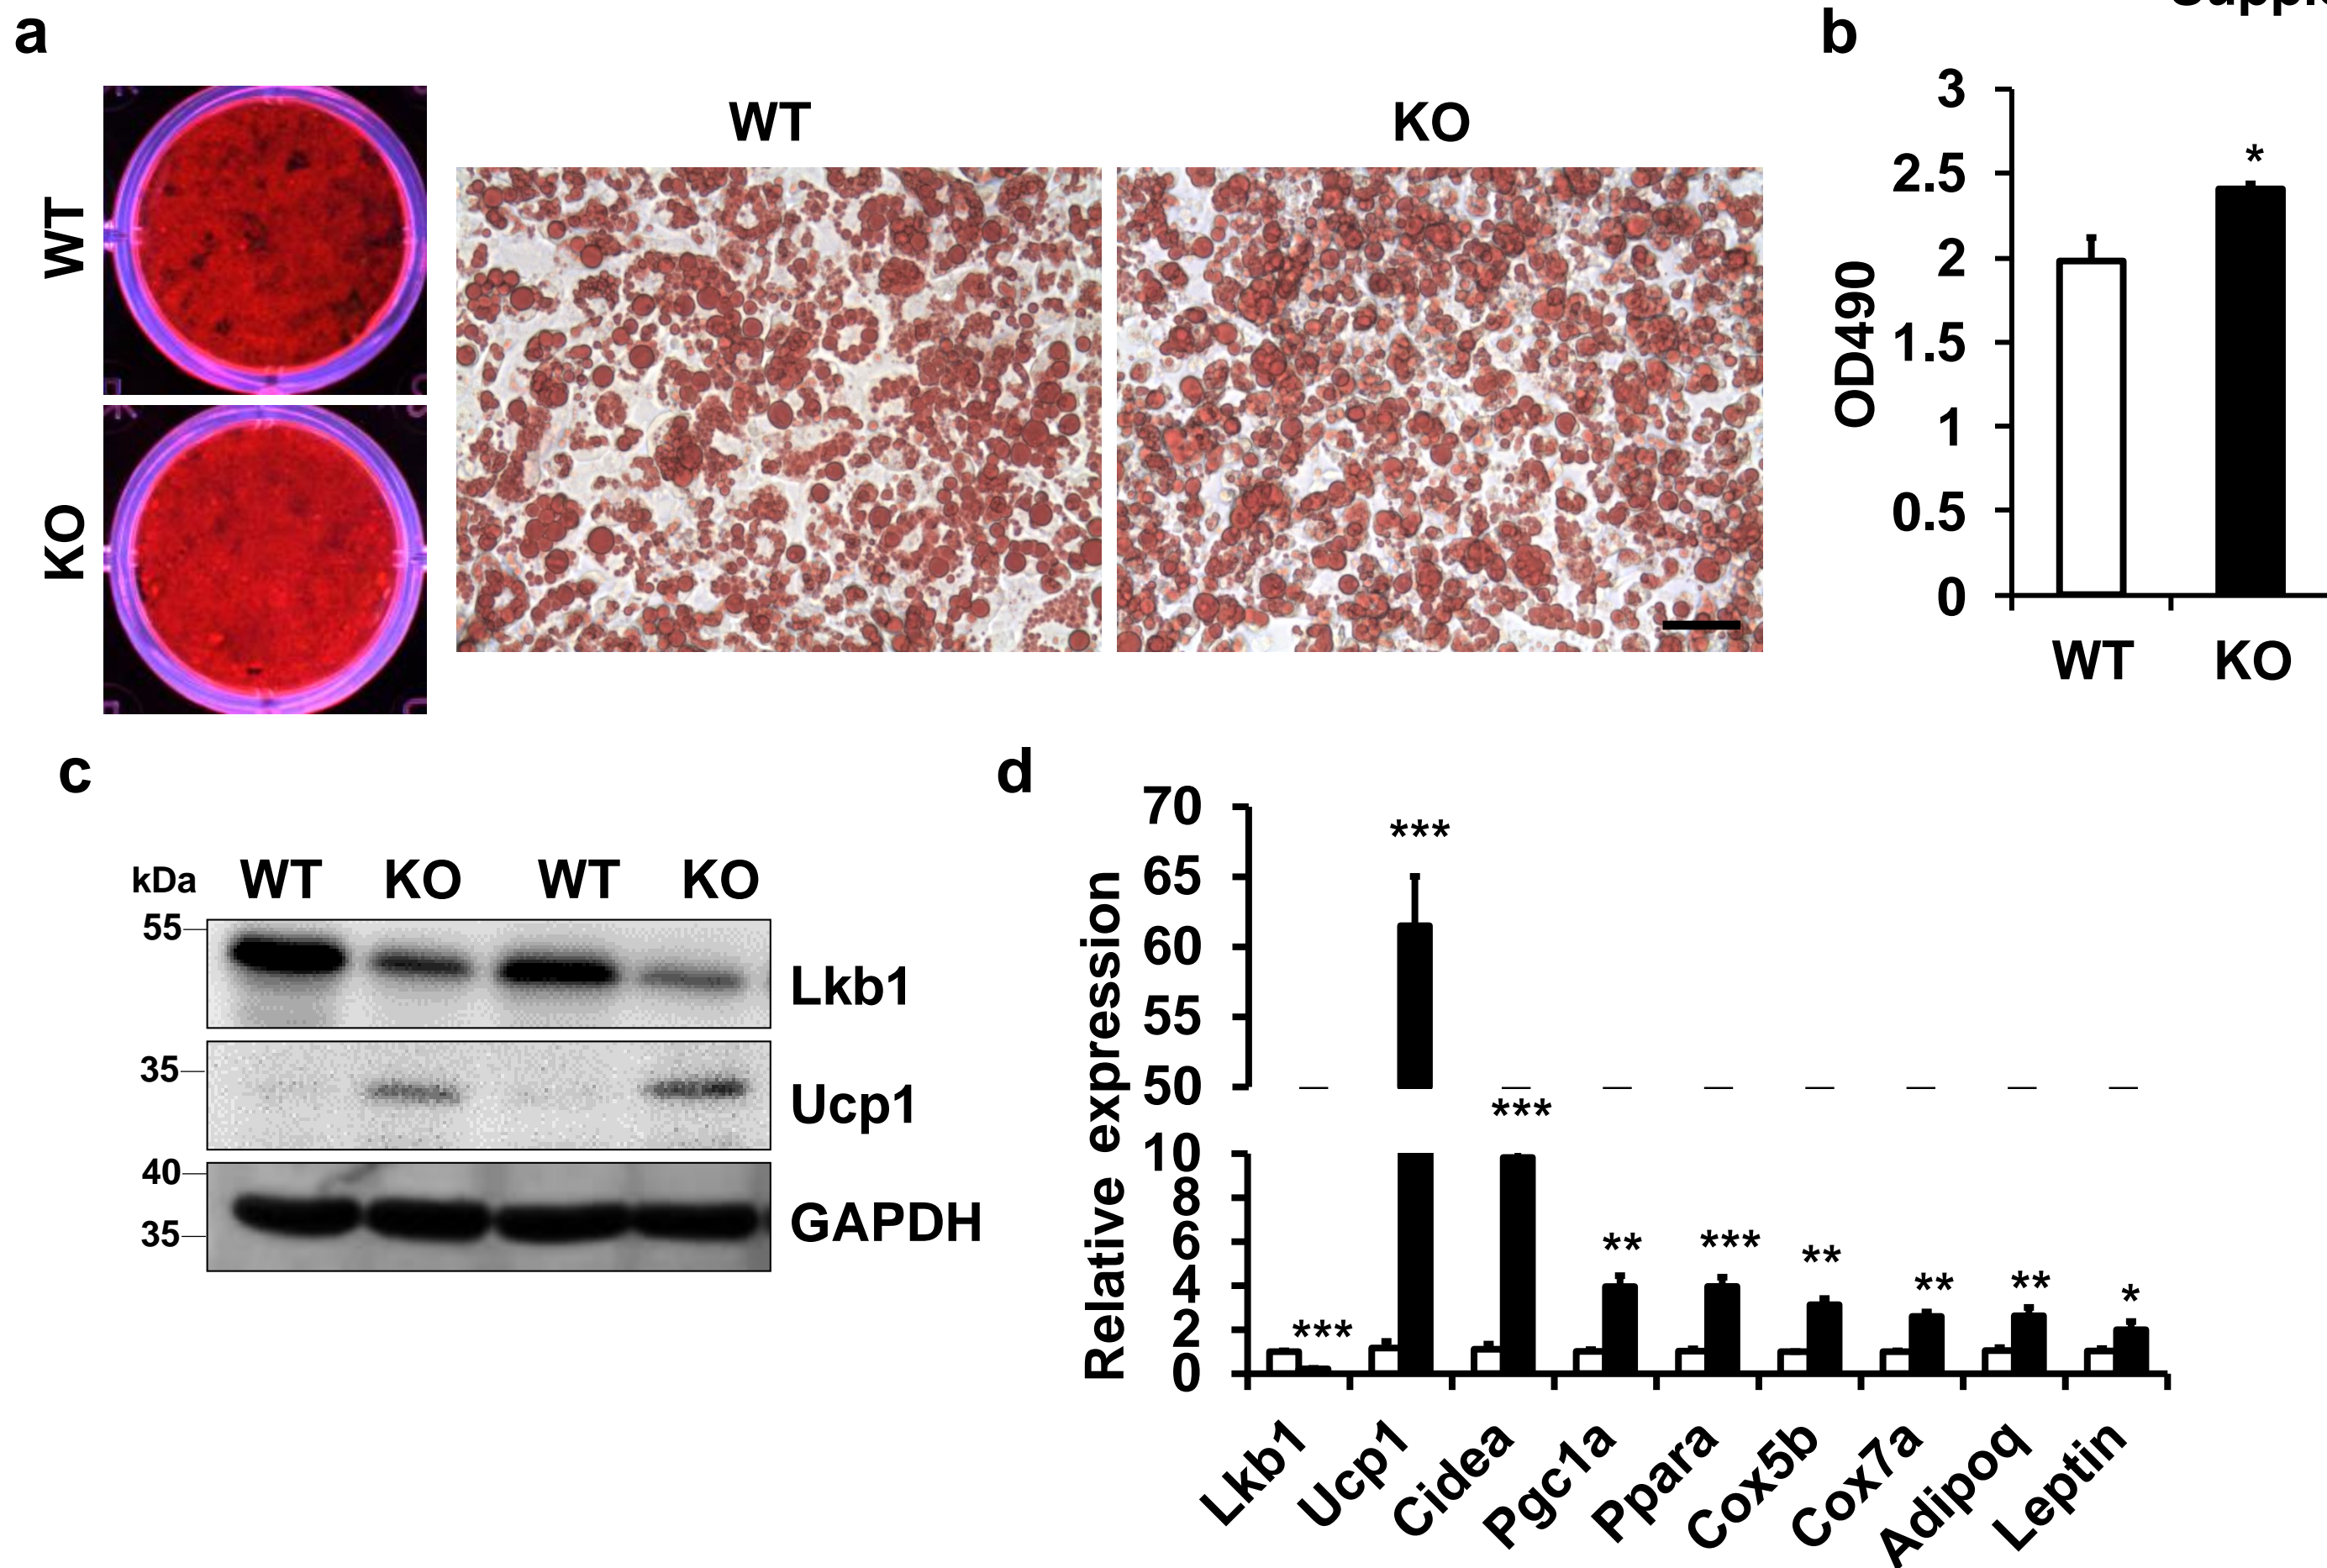 a
b
WT
KO
WT
KO
3
2.5
2
1.5
1
0.5
0
OD490
*
WT
KO
c
d
kDa
WT
KO
WT
KO
55
Lkb1
35
Ucp1
40
35
GAPDH
Relative expression
70
65
60
55
50
10
8
6
4
2
0
***
***
***
**
***
**
**
**
*
Lkb1
Ucp1
Cidea
Pgc1a
Ppara
Cox5b
Cox7a
Adipoq
Leptin